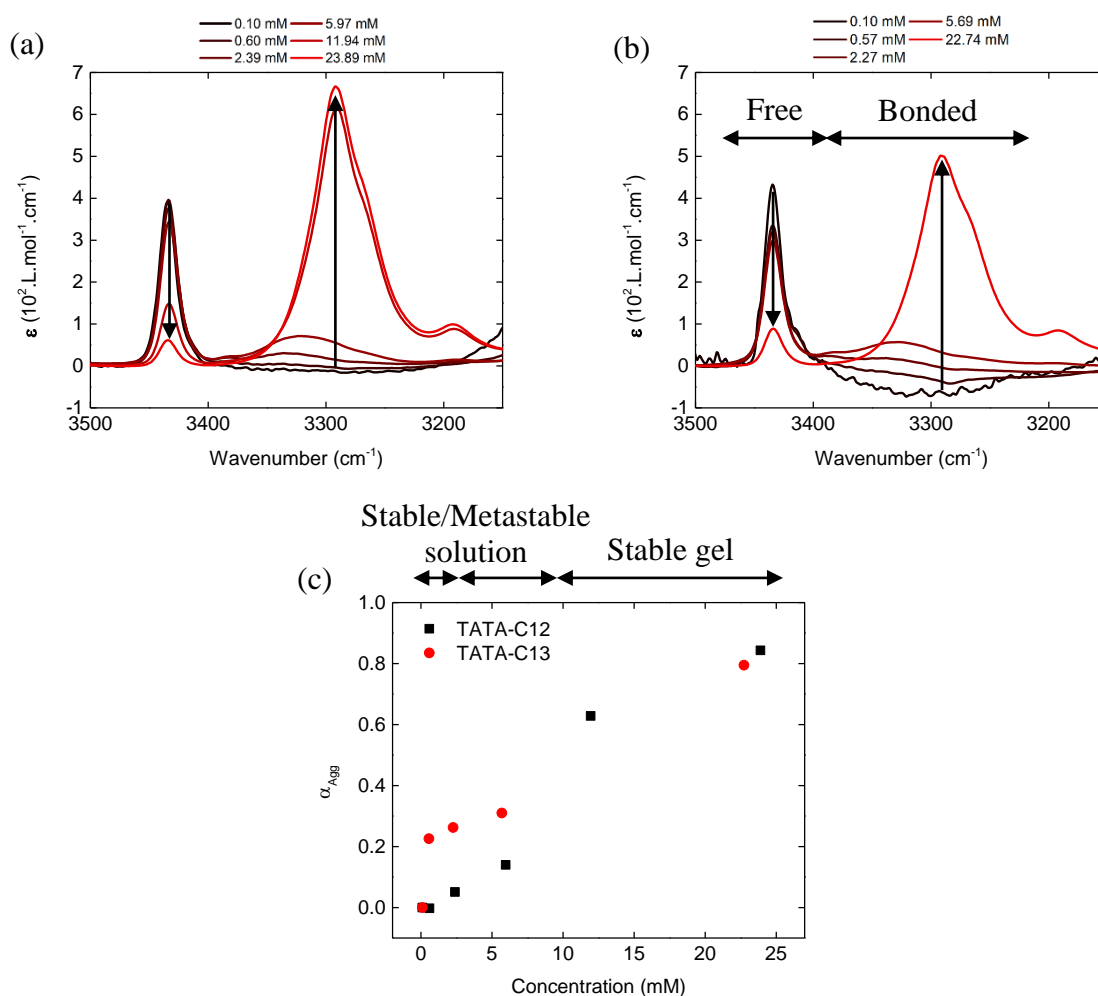 (a)
0.10 mM 5.97 mM
0.60 mM 11.94 mM
2.39 mM 23.89 mM
7
6
5
4
3
2
1
0
-1
ε (10².L.mol⁻¹.cm⁻¹)
3500 3400 3300 3200
Wavenumber (cm⁻¹)
(b)
0.10 mM 5.69 mM
0.57 mM 22.74 mM
2.27 mM
Free Bonded
7
6
5
4
3
2
1
0
-1
ε (10².L.mol⁻¹.cm⁻¹)
3500 3400 3300 3200
Wavenumber (cm⁻¹)
(c)
Stable/Metastable
solution
Stable gel
TATA-C12
TATA-C13
1.0
0.8
0.6
0.4
0.2
0.0
α_Agg
0 5 10 15 20 25
Concentration (mM)